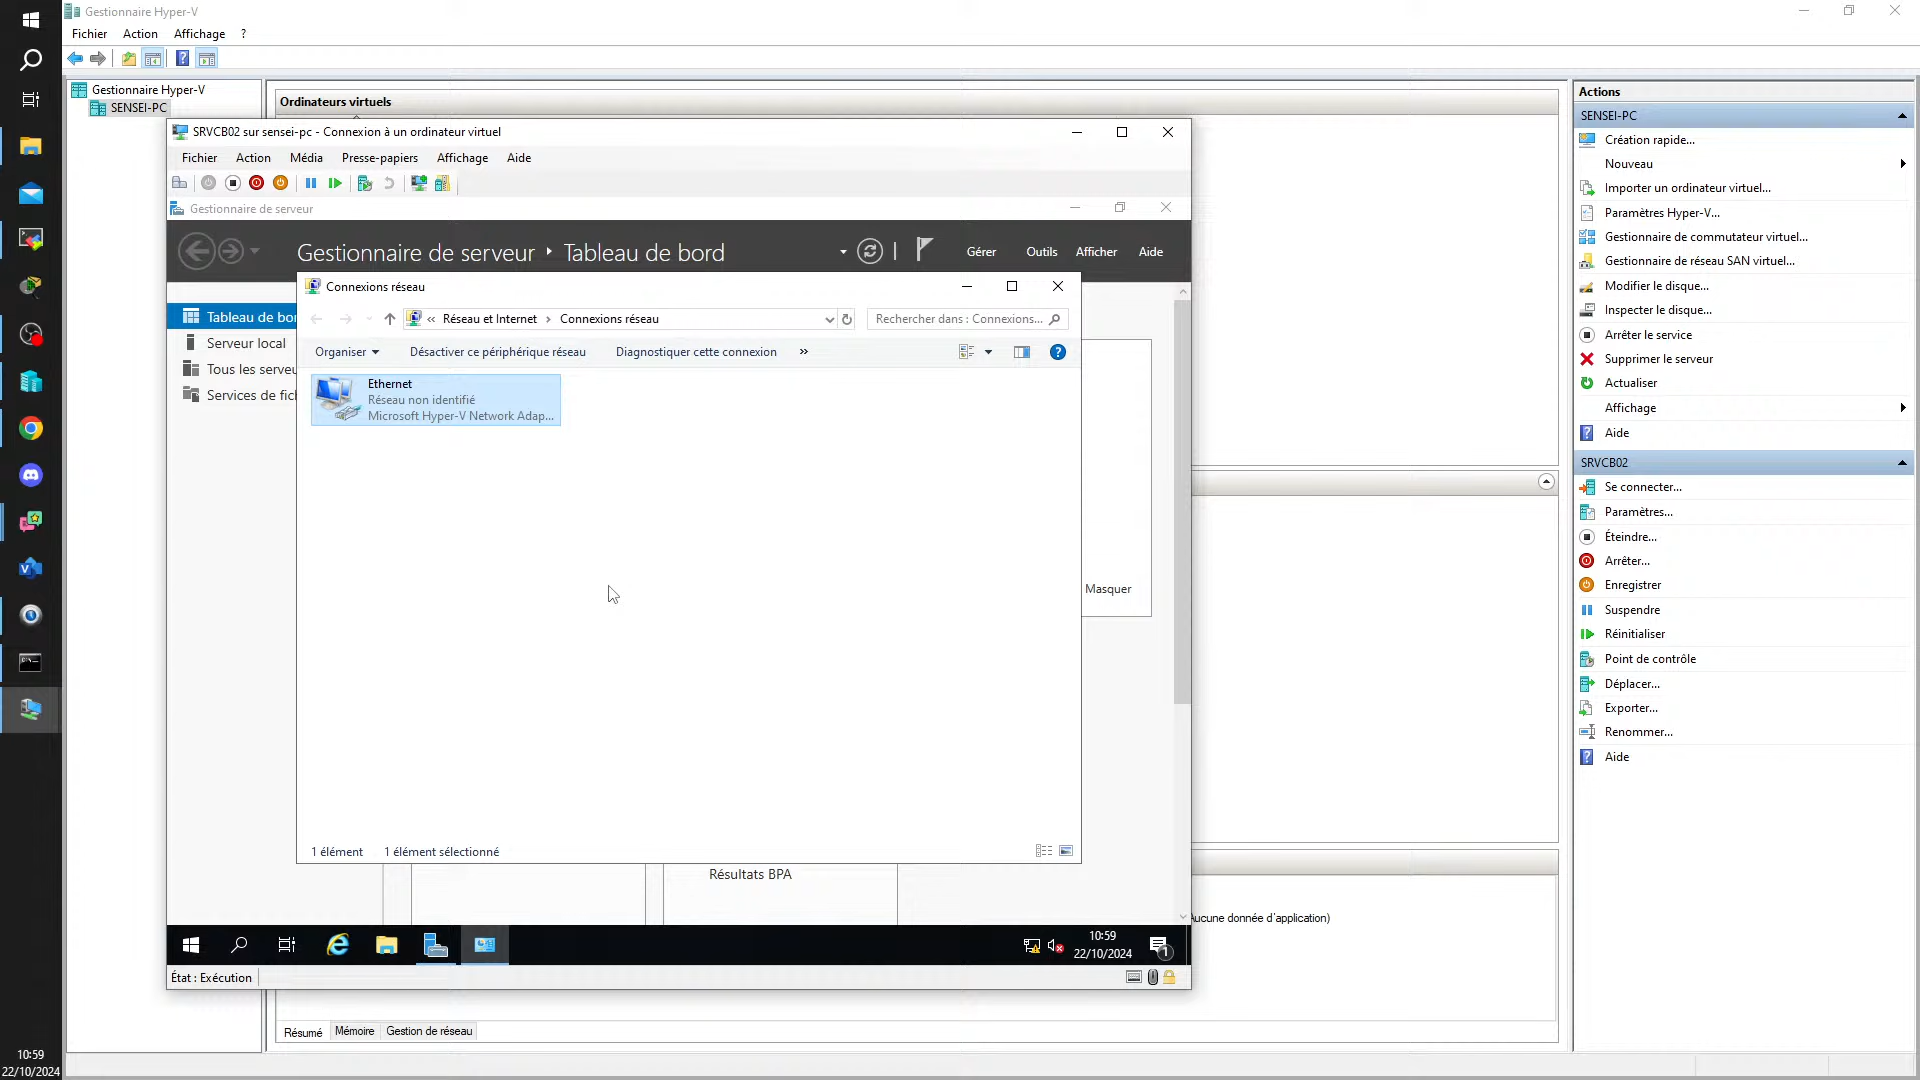 Gestionnaire Hyper-V
Fichier Action Affichage ?
Gestionnaire Hyper-V
SENSEI-PC
Ordinateurs virtuels
SRVCB02 sur sensei-pc - Connexion à un ordinateur virtuel
Fichier Action Média Presse-papiers Affichage Aide
Gestionnaire de serveur
Gestionnaire de serveur Tableau de bord
Gérer Outils Afficher Aide
Connexions réseau
« Réseau et Internet > Connexions réseau
Rechercher dans : Connexions...
Organiser Désactiver ce périphérique réseau Diagnostiquer cette connexion »
Tableau de bor
Serveur local
Tous les serveu
Services de fich
Ethernet
Réseau non identifié
Microsoft Hyper-V Network Adap...
Masquer
1 élément 1 élément sélectionné
Résultats BPA
10:59
22/10/2024
1
État : Exécution
Aucune donnée d'application)
Résumé Mémoire Gestion de réseau
Actions
SENSEI-PC
Création rapide...
Nouveau
Importer un ordinateur virtuel...
Paramètres Hyper-V...
Gestionnaire de commutateur virtuel...
Gestionnaire de réseau SAN virtuel...
Modifier le disque...
Inspecter le disque...
Arrêter le service
Supprimer le serveur
Actualiser
Affichage
Aide
SRVCB02
Se connecter...
Paramètres...
Éteindre...
Arrêter...
Enregistrer
Suspendre
Réinitialiser
Point de contrôle
Déplacer...
Exporter...
Renommer...
Aide
10:59
22/10/2024